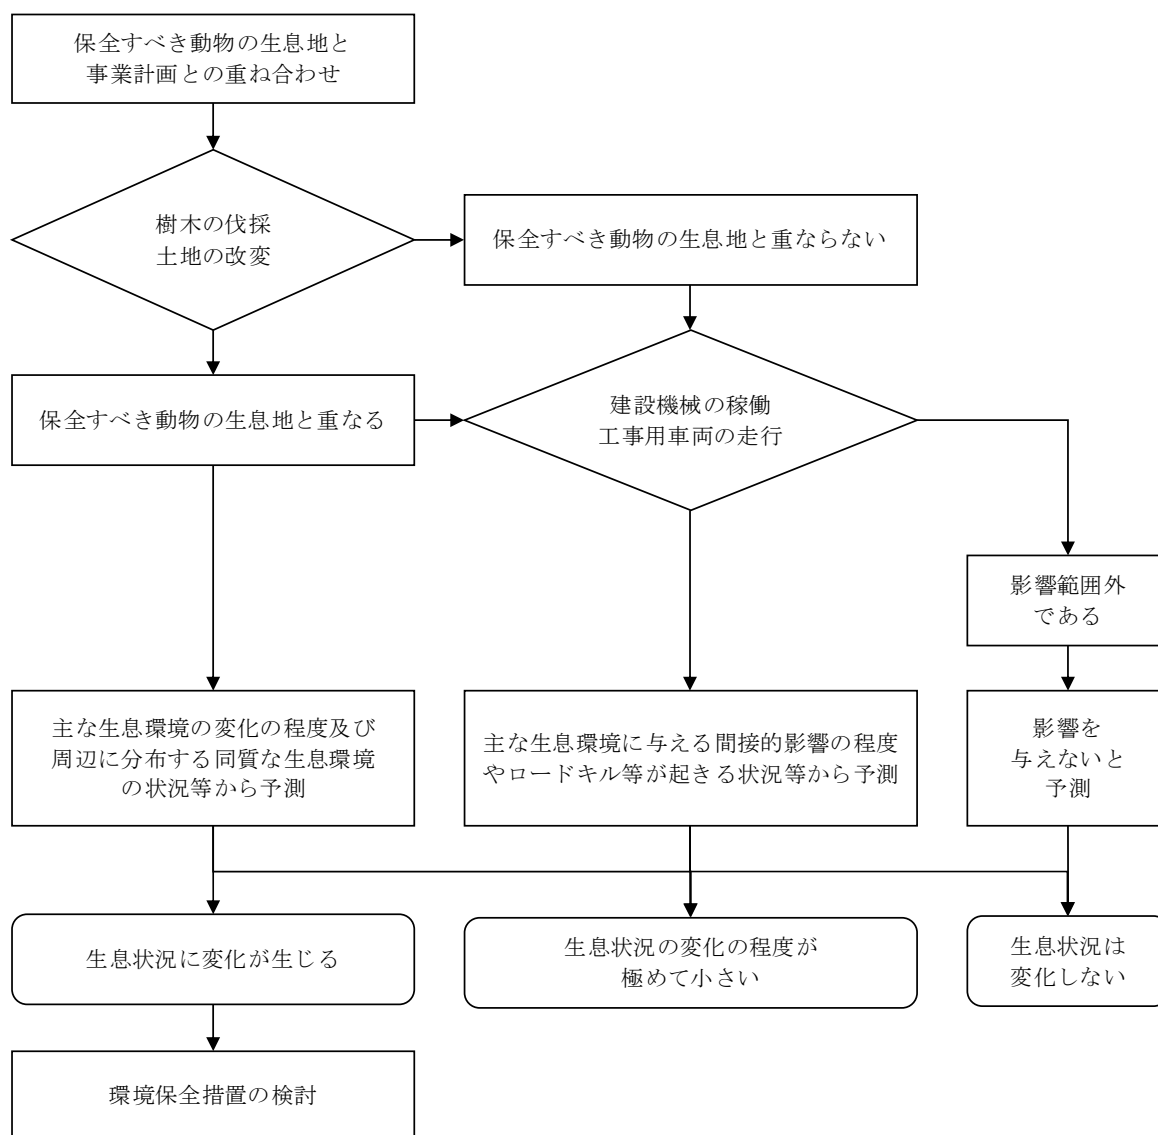 保全すべき動物の生息地と
事業計画との重ね合わせ
樹木の伐採
土地の改変
保全すべき動物の生息地と重ならない
保全すべき動物の生息地と重なる
建設機械の稼働
工事用車両の走行
影響範囲外
である
主な生息環境の変化の程度及び
周辺に分布する同質な生息環境
の状況等から予測
主な生息環境に与える間接的影響の程度
やロードキル等が起きる状況等から予測
影響を
与えないと
予測
生息状況に変化が生じる
生息状況の変化の程度が
極めて小さい
生息状況は
変化しない
環境保全措置の検討